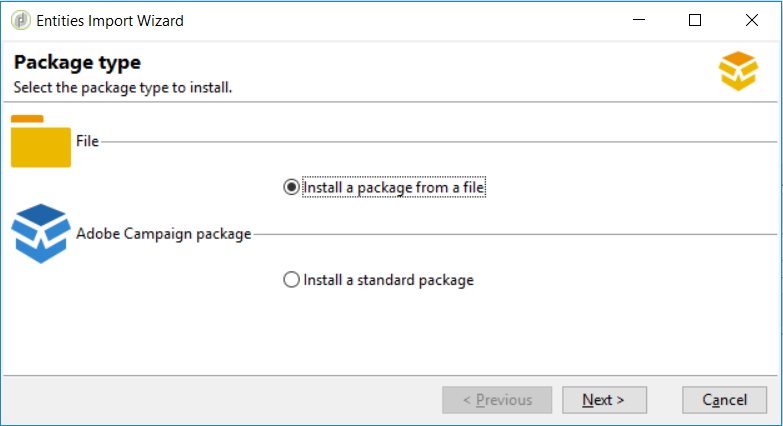 Entities Import Wizard
Package type
Select the package type to install.
File
Install a package from a file
Adobe Campaign package
Install a standard package
< Previous
Next >
Cancel